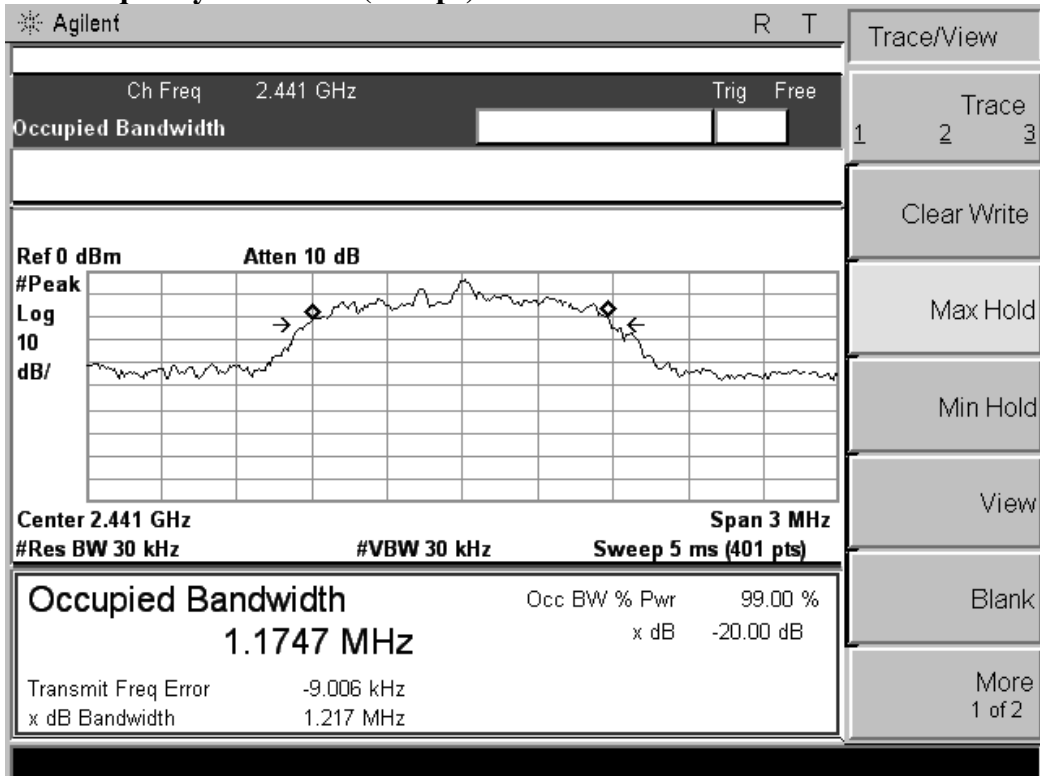 Agilent R T
Trace/View
Ch Freq 2.441 GHz Trig Free
Occupied Bandwidth
Trace
1 2 3
Clear Write
Max Hold
Min Hold
View
Blank
More
1 of 2
Ref 0 dBm Atten 10 dB
#Peak
Log
10
dB/
Center 2.441 GHz Span 3 MHz
#Res BW 30 kHz #VBW 30 kHz Sweep 5 ms (401 pts)
Occupied Bandwidth Occ BW % Pwr 99.00 %
1.1747 MHz x dB -20.00 dB
Transmit Freq Error -9.006 kHz
x dB Bandwidth 1.217 MHz